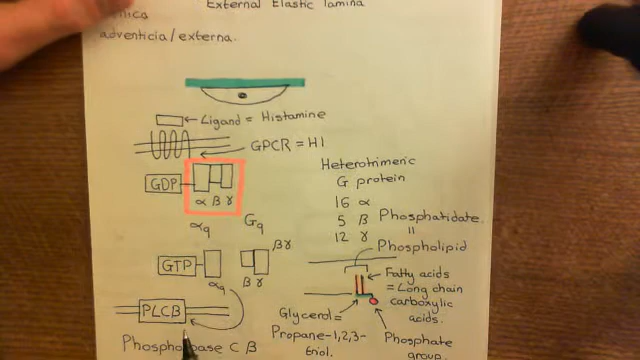 External Elastic lamina
adventicia/externa.
Ligand = Histamine
GPCR = H1
GDP
α β γ
αq
Gq
Heterotrimeric
G protein
16 α
5 β
12 γ
Phosphatidate.
=
Phospholipid
GTP
αq
βγ
β γ
PLCβ
C β
Fatty acids
= Long chain
carboxylic
acids.
Glycerol =
Propane-1,2,3-
triol.
Phosphate
group.